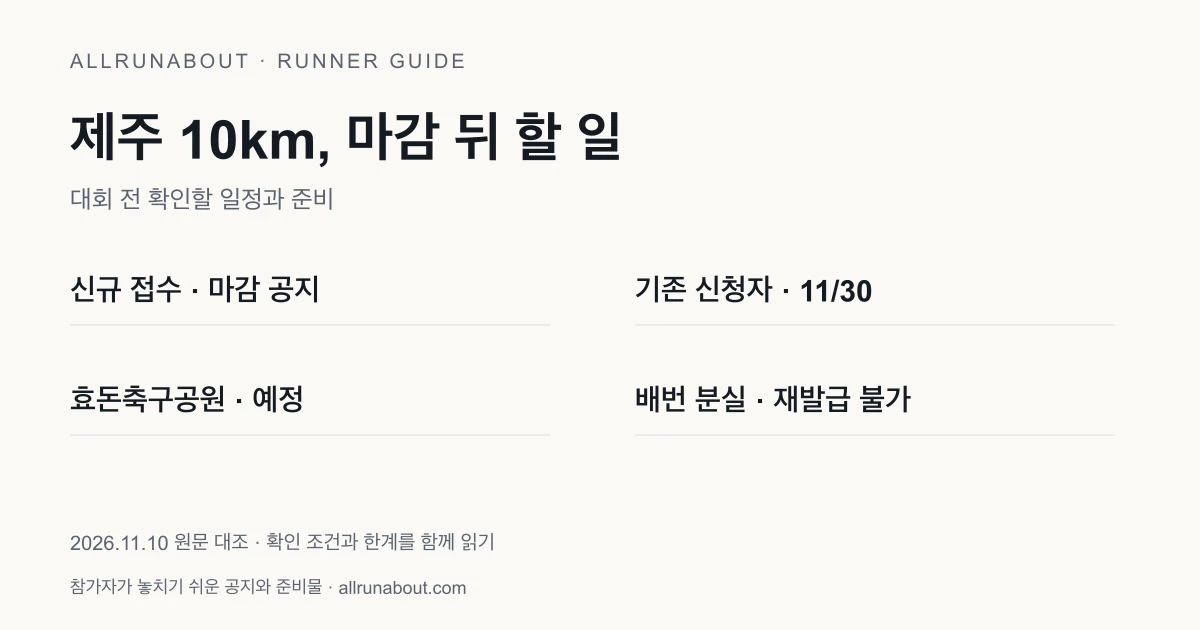 ALLRUNABOUT · RUNNER GUIDE
제주 10km, 마감 뒤 할 일
대회 전 확인할 일정과 준비
신규 접수 · 마감 공지
기존 신청자 · 11/30
효돈축구공원 · 예정
배번 분실 · 재발급 불가
2026.11.10 원문 대조 · 확인 조건과 한계를 함께 읽기
참가자가 놓치기 쉬운 공지와 준비물 · allrunabout.com